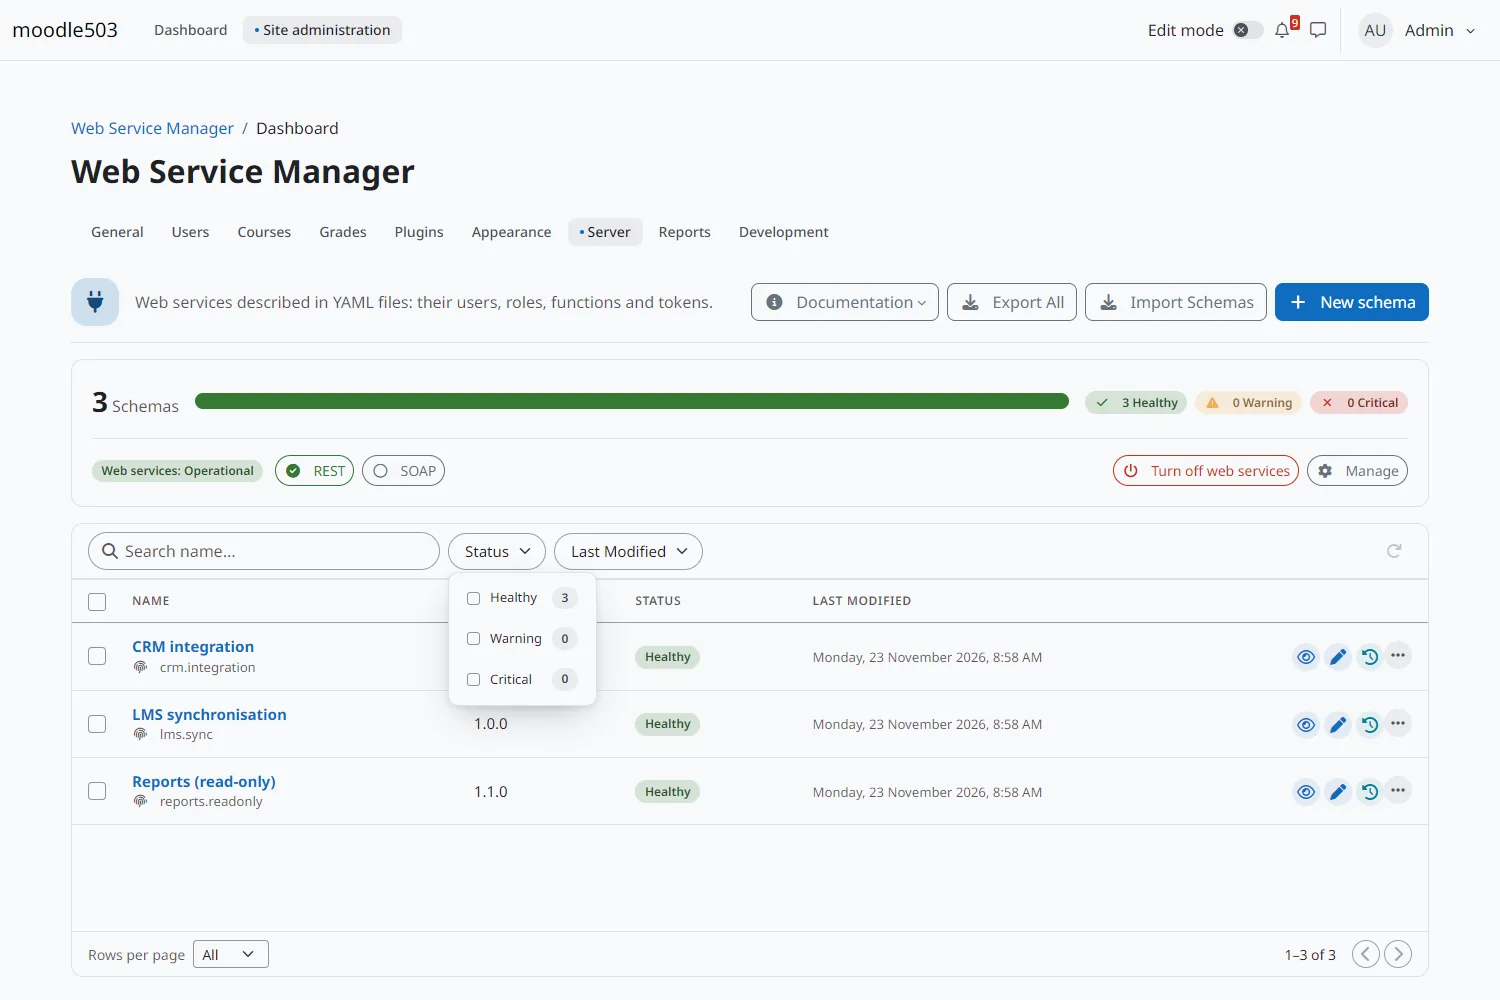 moodle503 Dashboard Site administration Edit mode 9 AU Admin
Web Service Manager / Dashboard
Web Service Manager
General Users Courses Grades Plugins Appearance Server Reports Development
Web services described in YAML files: their users, roles, functions and tokens. Documentation Export All Import Schemas New schema
3 Schemas 3 Healthy 0 Warning 0 Critical
Web services: Operational REST SOAP Turn off web services Manage
Search name... Status Last Modified
Healthy 3
Warning 0
Critical 0
NAME STATUS LAST MODIFIED
CRM integration Healthy Monday, 23 November 2026, 8:58 AM
crm.integration
LMS synchronisation 1.0.0 Healthy Monday, 23 November 2026, 8:58 AM
lms.sync
Reports (read-only) 1.1.0 Healthy Monday, 23 November 2026, 8:58 AM
reports.readonly
Rows per page All 1–3 of 3